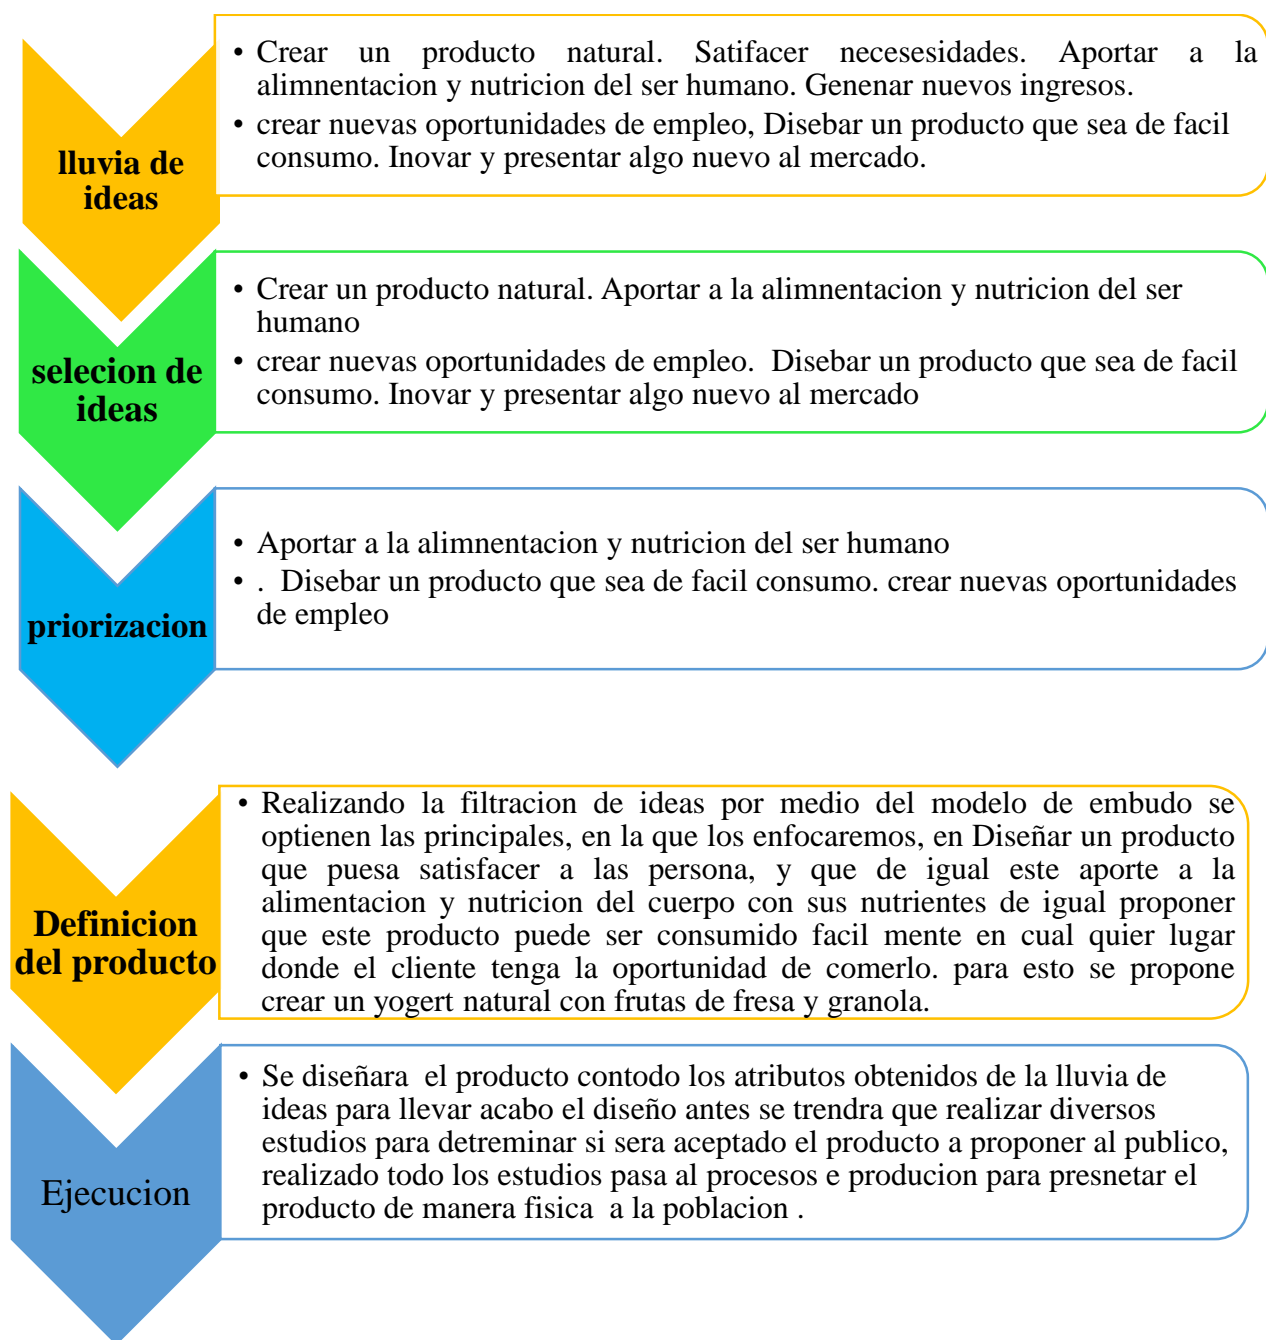 lluvia de
ideas
• Crear un producto natural. Satifacer necesesidades. Aportar a la
alimnentacion y nutricion del ser humano. Genenar nuevos ingresos.
• crear nuevas oportunidades de empleo, Disebar un producto que sea de facil
consumo. Inovar y presentar algo nuevo al mercado.
selecion de
ideas
• Crear un producto natural. Aportar a la alimnentacion y nutricion del ser
humano
• crear nuevas oportunidades de empleo.  Disebar un producto que sea de facil
consumo. Inovar y presentar algo nuevo al mercado
priorizacion
• Aportar a la alimnentacion y nutricion del ser humano
• .  Disebar un producto que sea de facil consumo. crear nuevas oportunidades
de empleo
Definicion
del producto
• Realizando la filtracion de ideas por medio del modelo de embudo se
optienen las principales, en la que los enfocaremos, en Diseñar un producto
que puesa satisfacer a las persona, y que de igual este aporte a la
alimentacion y nutricion del cuerpo con sus nutrientes de igual proponer
que este producto puede ser consumido facil mente en cual quier lugar
donde el cliente tenga la oportunidad de comerlo. para esto se propone
crear un yogert natural con frutas de fresa y granola.
Ejecucion
• Se diseñara  el producto contodo los atributos obtenidos de la lluvia de
ideas para llevar acabo el diseño antes se trendra que realizar diversos
estudios para detreminar si sera aceptado el producto a proponer al publico,
realizado todo los estudios pasa al procesos e producion para presnetar el
producto de manera fisica  a la poblacion .